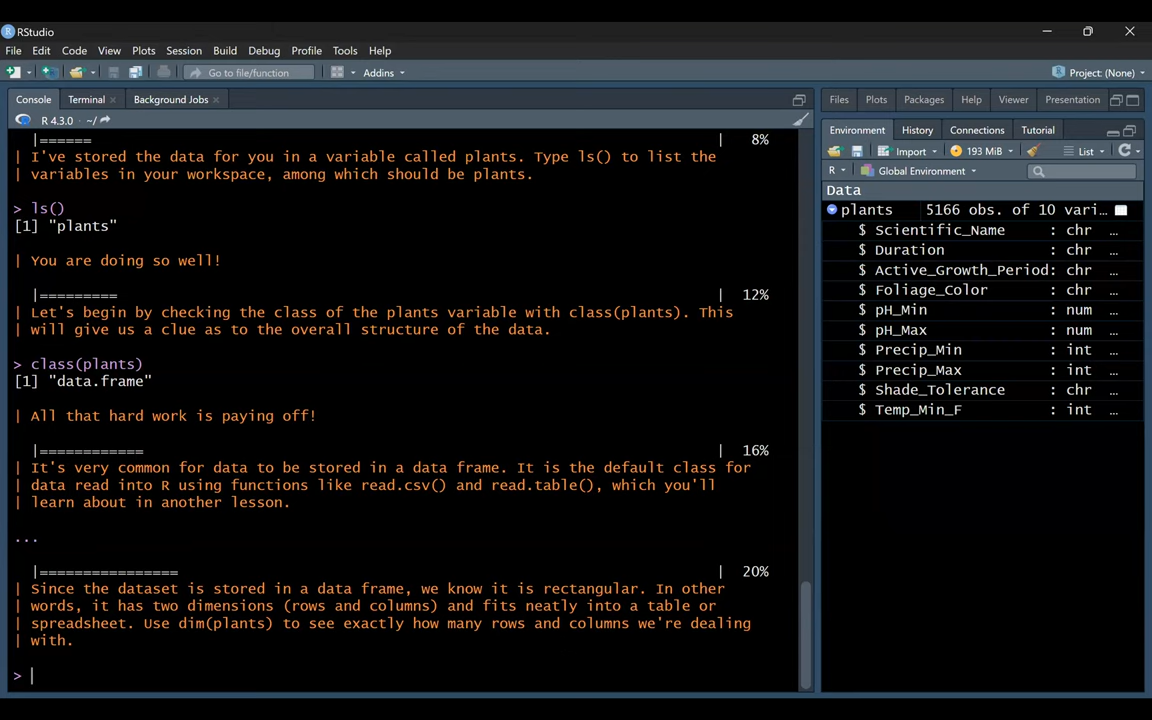 RStudio
File Edit Code View Plots Session Build Debug Profile Tools Help
Go to file/function Addins Project: (None)
Console Terminal Background Jobs
R 4.3.0 · ~/
|====== | 8%
| I've stored the data for you in a variable called plants. Type ls() to list the
| variables in your workspace, among which should be plants.
> ls()
[1] "plants"
| You are doing so well!
|========= | 12%
| Let's begin by checking the class of the plants variable with class(plants). This
| will give us a clue as to the overall structure of the data.
> class(plants)
[1] "data.frame"
| All that hard work is paying off!
|============ | 16%
| It's very common for data to be stored in a data frame. It is the default class for
| data read into R using functions like read.csv() and read.table(), which you'll
| learn about in another lesson.
...
|================ | 20%
| Since the dataset is stored in a data frame, we know it is rectangular. In other
| words, it has two dimensions (rows and columns) and fits neatly into a table or
| spreadsheet. Use dim(plants) to see exactly how many rows and columns we're dealing
| with.
>
Files Plots Packages Help Viewer Presentation
Environment History Connections Tutorial
Import 193 MiB List
R Global Environment
Data
plants 5166 obs. of 10 vari…
$ Scientific_Name : chr …
$ Duration : chr …
$ Active_Growth_Period: chr …
$ Foliage_Color : chr …
$ pH_Min : num …
$ pH_Max : num …
$ Precip_Min : int …
$ Precip_Max : int …
$ Shade_Tolerance : chr …
$ Temp_Min_F : int …